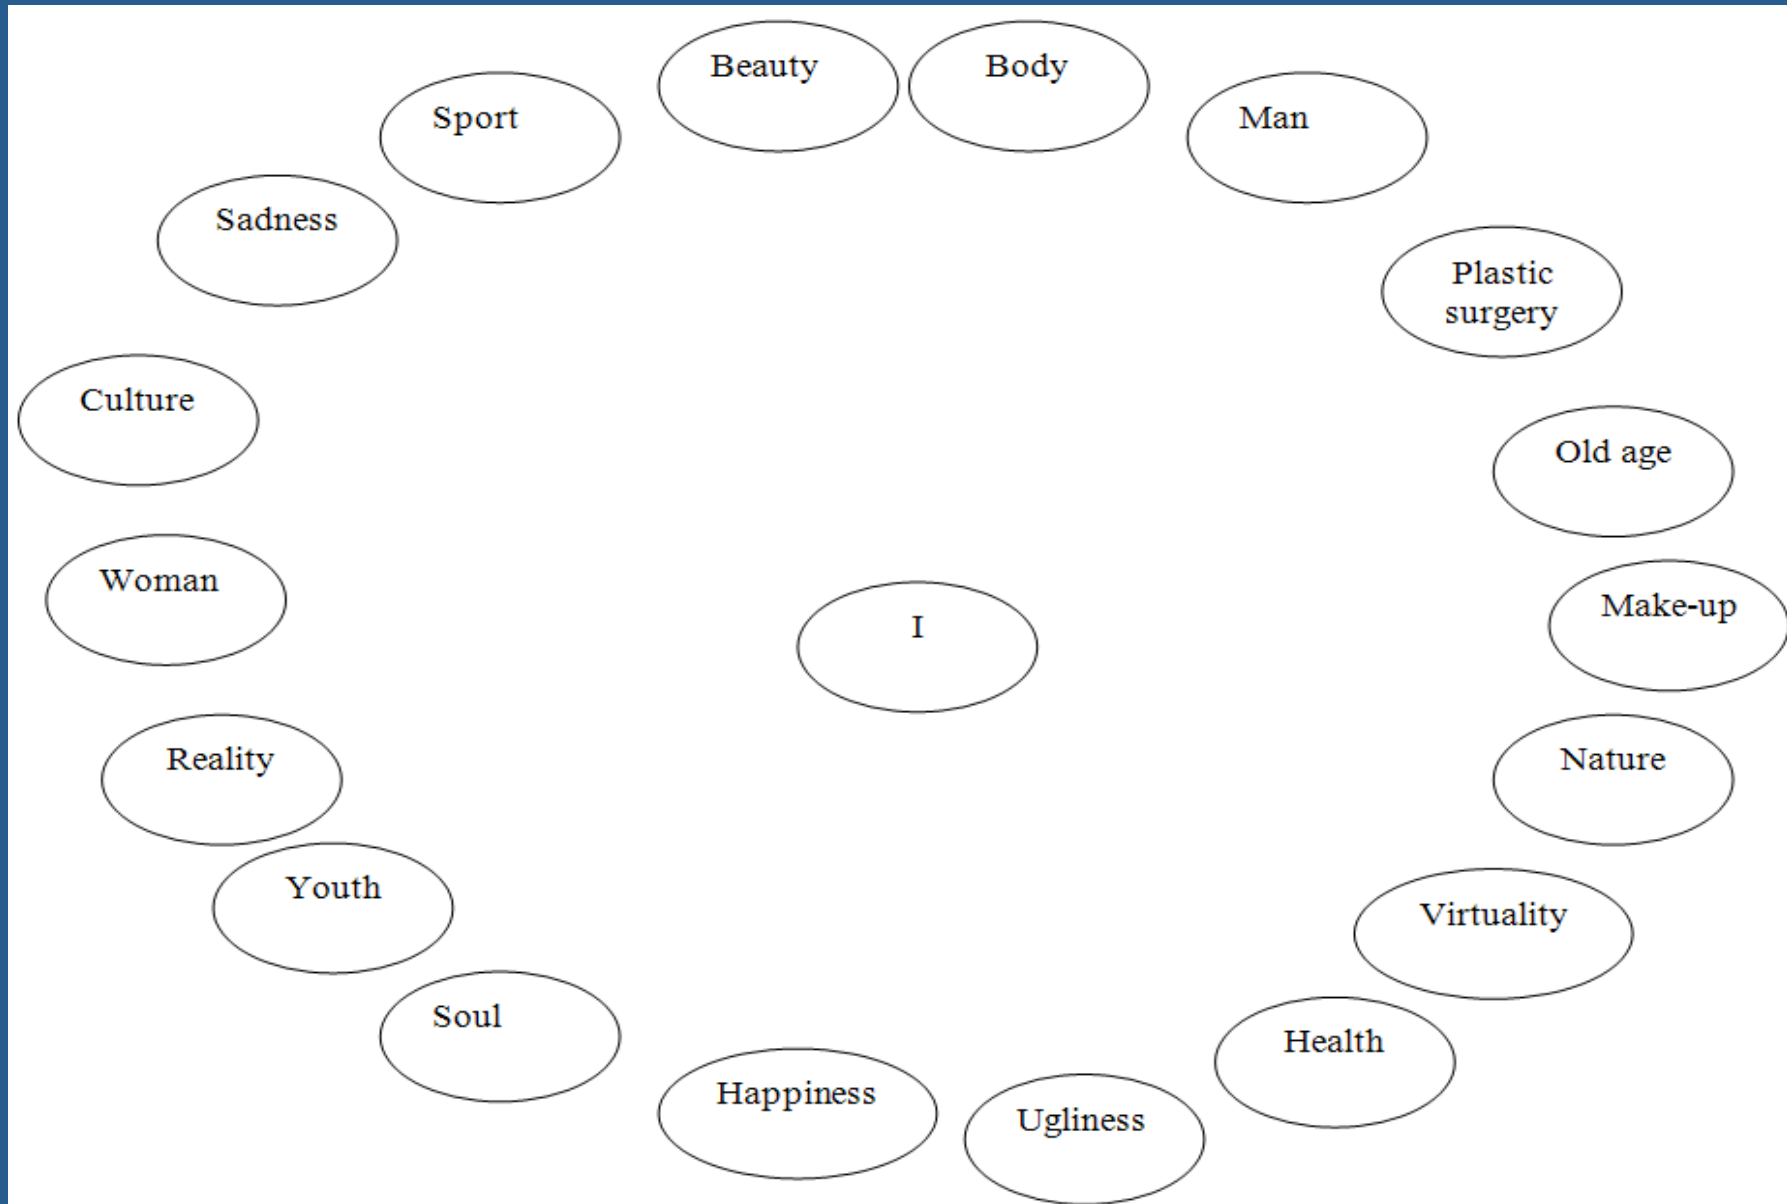 Beauty
Body
Sport
Man
Sadness
Plastic
surgery
Culture
Old age
Woman
Make-up
I
Reality
Nature
Youth
Virtuality
Soul
Health
Happiness
Ugliness